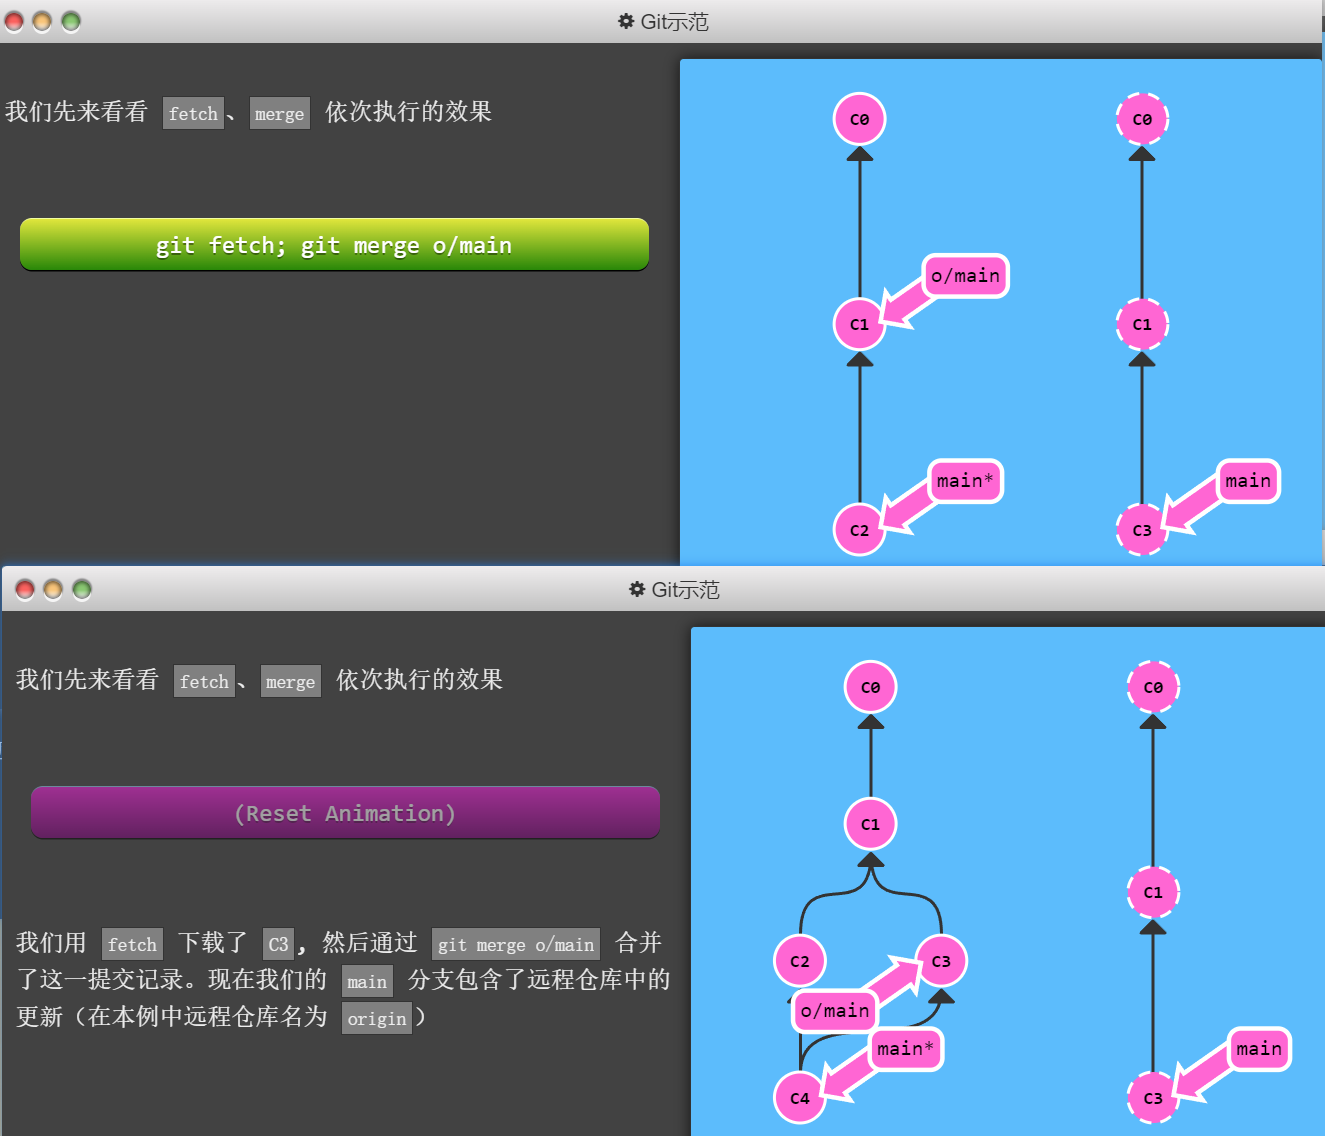 Git示范
我们先来看看 fetch、merge 依次执行的效果
git fetch; git merge o/main
C0
C0
o/main
C1
C1
main*
main
C2
C3
Git示范
我们先来看看 fetch、merge 依次执行的效果
(Reset Animation)
我们用 fetch 下载了 C3, 然后通过 git merge o/main 合并
了这一提交记录。现在我们的 main 分支包含了远程仓库中的
更新（在本例中远程仓库名为 origin）
C0
C0
C1
C1
C2
C3
o/main
main*
main
C4
C3